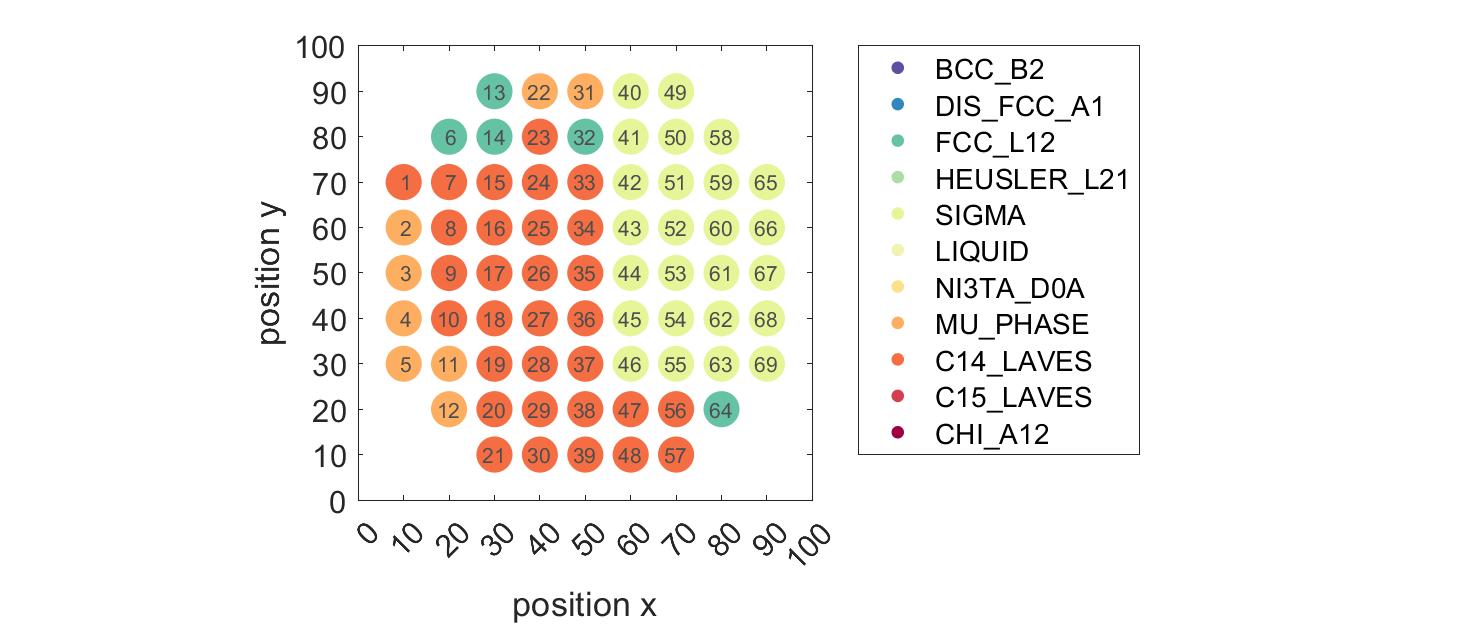 100
90
80
70
60
50
40
30
20
10
0
position y
13 22 31 40 49
6 14 23 32 41 50 58
1 7 15 24 33 42 51 59 65
2 8 16 25 34 43 52 60 66
3 9 17 26 35 44 53 61 67
4 10 18 27 36 45 54 62 68
5 11 19 28 37 46 55 63 69
12 20 29 38 47 56 64
21 30 39 48 57
0 10 20 30 40 50 60 70 80 90 100
position x
BCC_B2
DIS_FCC_A1
FCC_L12
HEUSLER_L21
SIGMA
LIQUID
NI3TA_D0A
MU_PHASE
C14_LAVES
C15_LAVES
CHI_A12